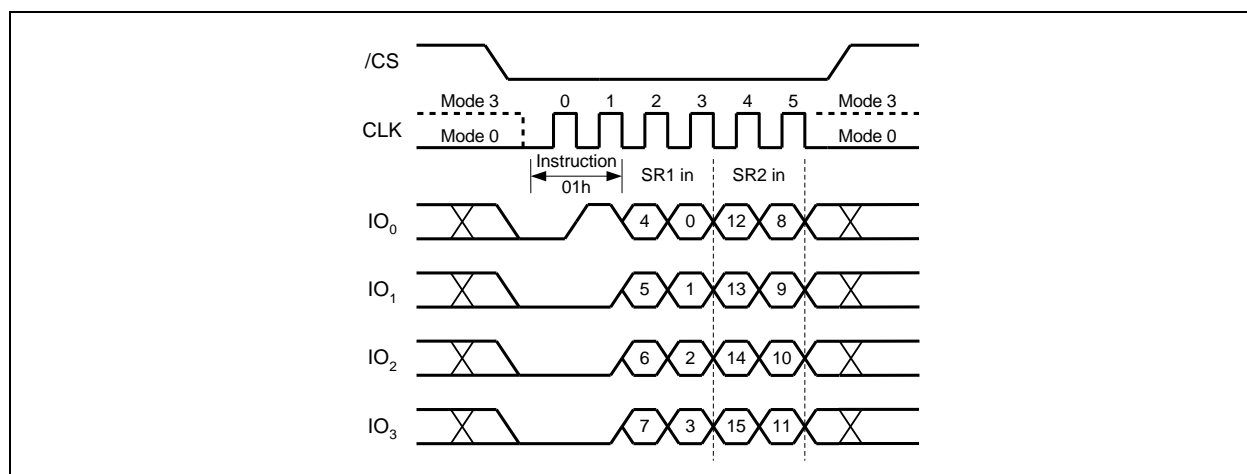 /CS
Mode 3 0 1 2 3 4 5 Mode 3
CLK Mode 0 Mode 0
Instruction
01h SR1 in SR2 in
IO0 4 0 12 8
IO1 5 1 13 9
IO2 6 2 14 10
IO3 7 3 15 11